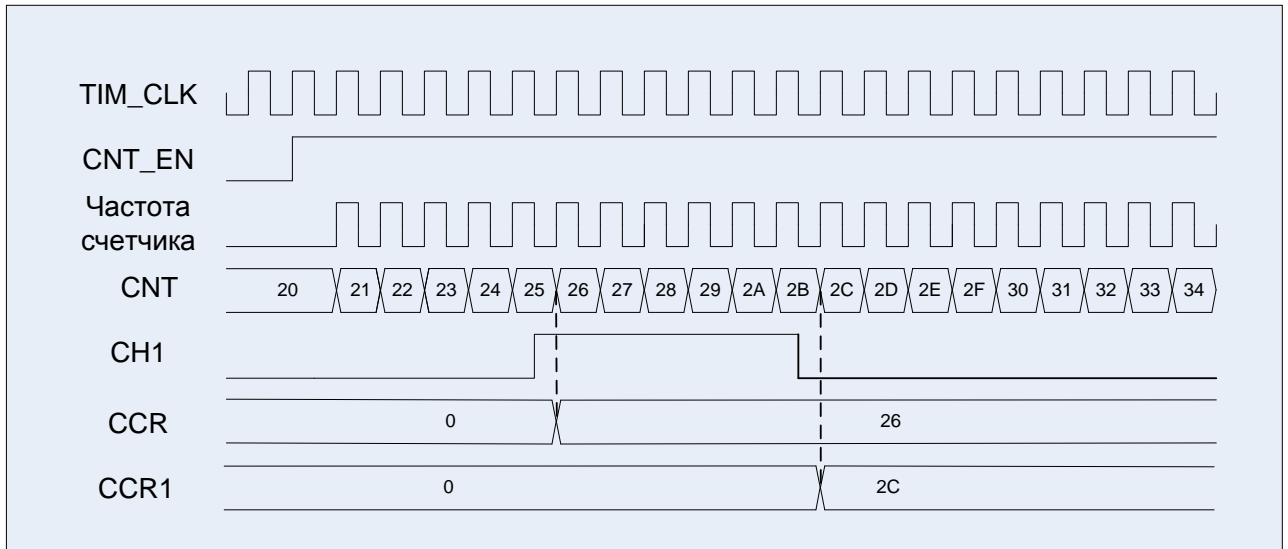 TIM_CLK
CNT_EN
Частота
счетчика
CNT 20 21 22 23 24 25 26 27 28 29 2A 2B 2C 2D 2E 2F 30 31 32 33 34
CH1
CCR 0 26
CCR1 0 2C